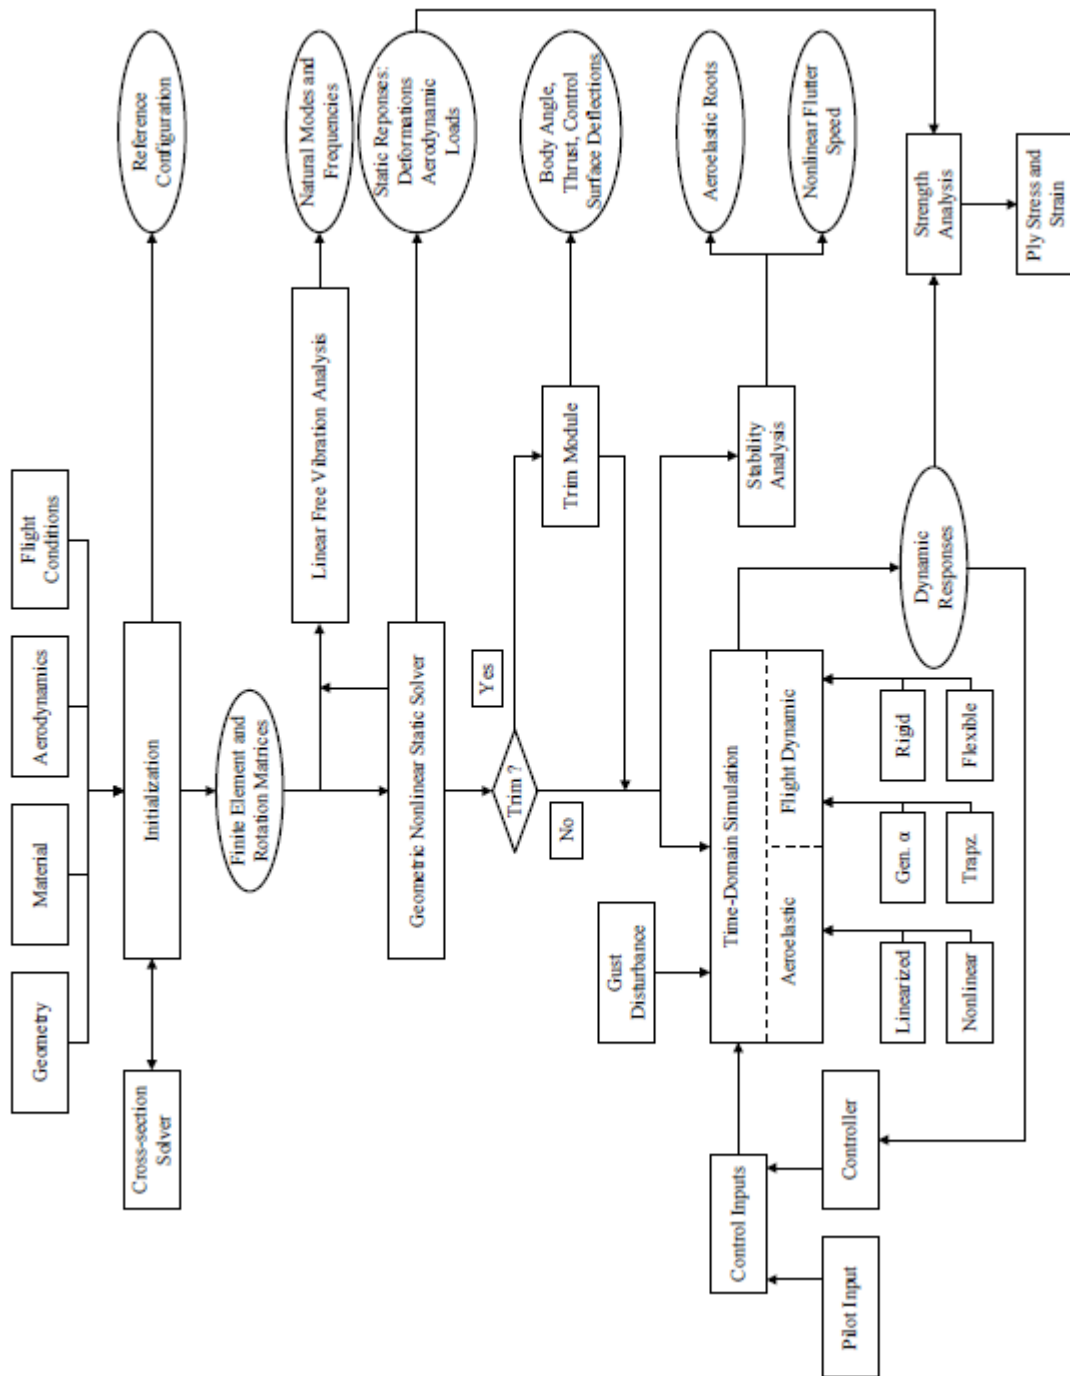 Geometry
Material
Aerodynamics
Flight
Conditions
Cross-section
Solver
Initialization
Reference
Configuration
Finite Element and
Rotation Matrices
Linear Free Vibration Analysis
Natural Modes and
Frequencies
Geometric Nonlinear Static Solver
Static Reponses:
Deformations
Aerodynamic
Loads
Trim ?
Yes
No
Trim Module
Body Angle,
Thrust, Control
Surface Deflections
Gust
Disturbance
Control Inputs
Pilot Input
Controller
Time-Domain Simulation
Aeroelastic
Flight Dynamic
Linearized
Nonlinear
Gen. α
Trapz.
Rigid
Flexible
Stability
Analysis
Aeroelastic Roots
Nonlinear Flutter
Speed
Dynamic
Responses
Strength
Analysis
Ply Stress and
Strain